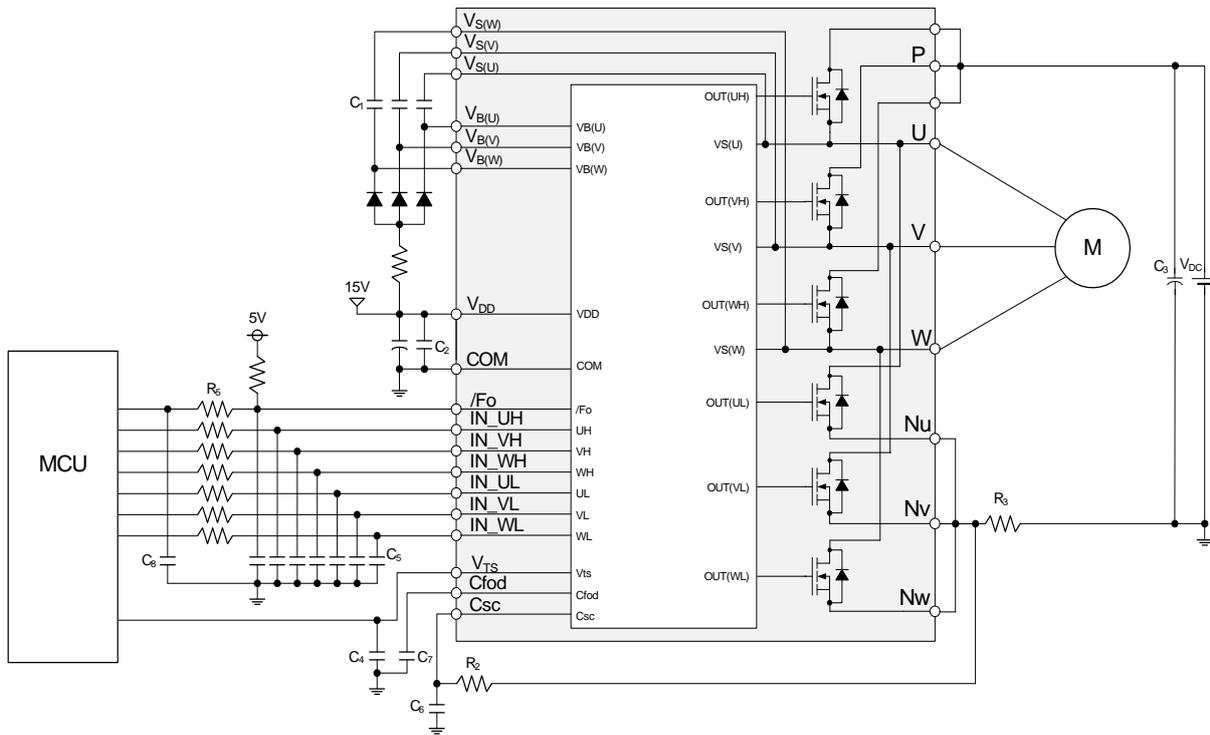 VS(W)
VS(V)
VS(U)
C1
VB(U)
VB(V)
VB(W)
VB(U)
VB(V)
VB(W)
15V
VDD
VDD
C2
COM
COM
5V
MCU
R5
/Fo
IN_UH
IN_VH
IN_WH
IN_UL
IN_VL
IN_WL
/Fo
UH
VH
WH
UL
VL
WL
C8
C5
VTS
Cfod
Csc
Vts
Cfod
Csc
C4
C7
R2
C6
OUT(UH)
VS(U)
OUT(VH)
VS(V)
OUT(WH)
VS(W)
OUT(UL)
OUT(VL)
OUT(WL)
P
U
V
W
Nu
Nv
Nw
M
R3
C3
VDC